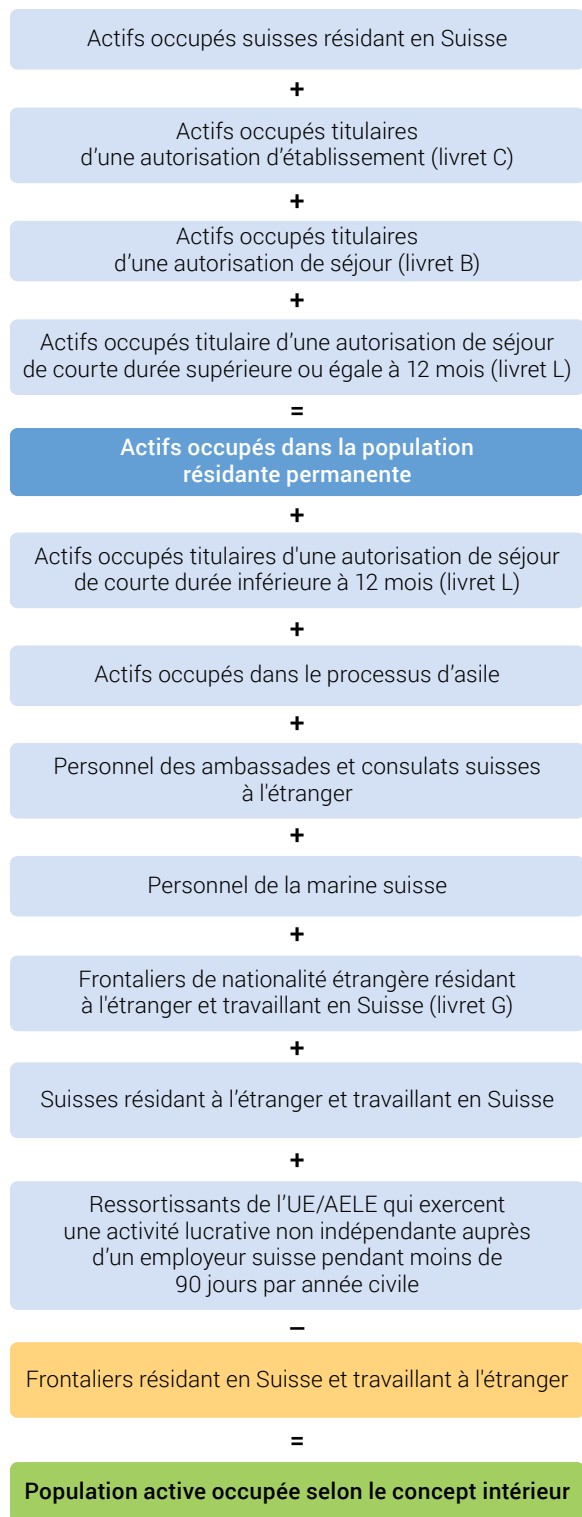 Actifs occupés suisses résidant en Suisse
+
Actifs occupés titulaires
d’une autorisation d’établissement (livret C)
+
Actifs occupés titulaires
d’une autorisation de séjour (livret B)
+
Actifs occupés titulaire d’une autorisation de séjour
de courte durée supérieure ou égale à 12 mois (livret L)
=
Actifs occupés dans la population
résidante permanente
+
Actifs occupés titulaires d'une autorisation de séjour
de courte durée inférieure à 12 mois (livret L)
+
Actifs occupés dans le processus d’asile
+
Personnel des ambassades et consulats suisses
à l'étranger
+
Personnel de la marine suisse
+
Frontaliers de nationalité étrangère résidant
à l'étranger et travaillant en Suisse (livret G)
+
Suisses résidant à l’étranger et travaillant en Suisse
+
Ressortissants de l’UE/AELE qui exercent
une activité lucrative non indépendante auprès
d’un employeur suisse pendant moins de
90 jours par année civile
–
Frontaliers résidant en Suisse et travaillant à l'étranger
=
Population active occupée selon le concept intérieur